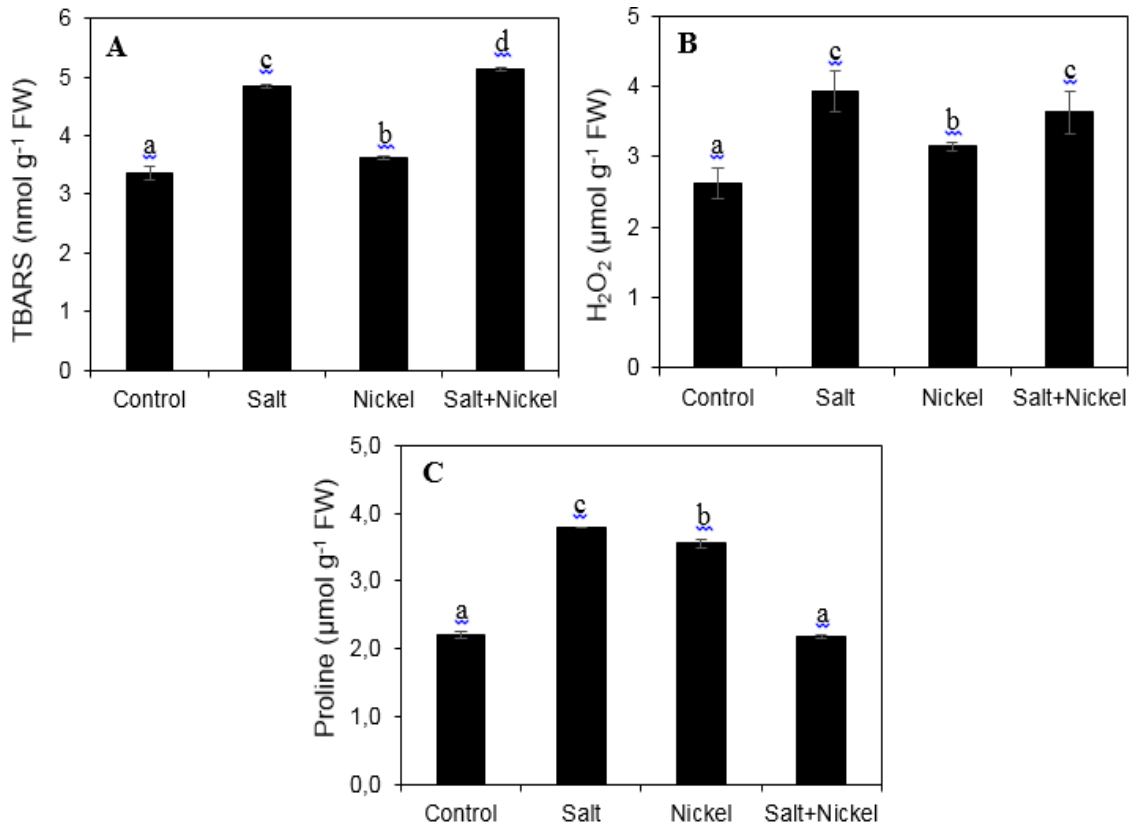 A
TBARS (nmol g⁻¹ FW)
6
5
4
3
2
1
0
a
c
b
d
Control Salt Nickel Salt+Nickel
B
H₂O₂ (µmol g⁻¹ FW)
5
4
3
2
1
0
a
c
b
c
Control Salt Nickel Salt+Nickel
C
Proline (µmol g⁻¹ FW)
5,0
4,0
3,0
2,0
1,0
0,0
a
c
b
a
Control Salt Nickel Salt+Nickel